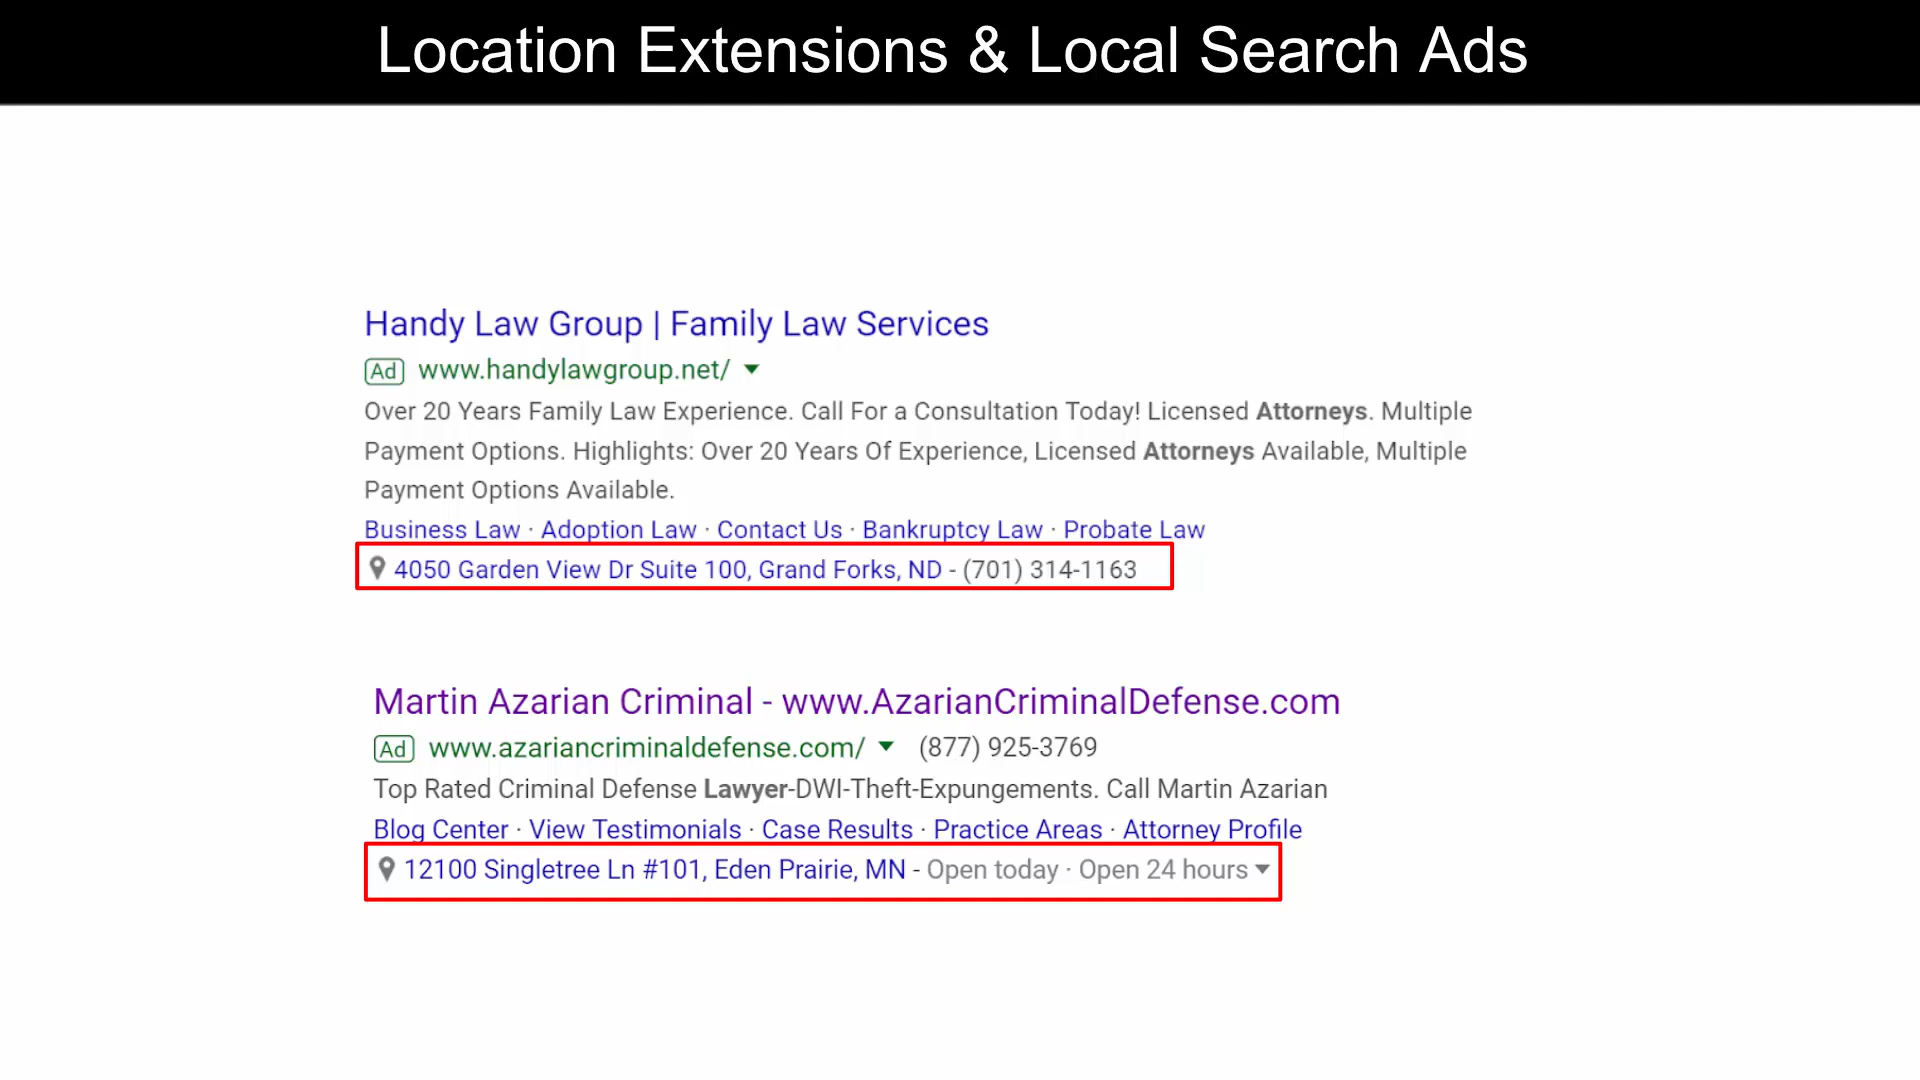 Location Extensions & Local Search Ads
Handy Law Group | Family Law Services
Ad www.handylawgroup.net/
Over 20 Years Family Law Experience. Call For a Consultation Today! Licensed Attorneys. Multiple
Payment Options. Highlights: Over 20 Years Of Experience, Licensed Attorneys Available, Multiple
Payment Options Available.
Business Law · Adoption Law · Contact Us · Bankruptcy Law · Probate Law
4050 Garden View Dr Suite 100, Grand Forks, ND - (701) 314-1163
Martin Azarian Criminal - www.AzarianCriminalDefense.com
Ad www.azariancriminaldefense.com/ (877) 925-3769
Top Rated Criminal Defense Lawyer-DWI-Theft-Expungements. Call Martin Azarian
Blog Center · View Testimonials · Case Results · Practice Areas · Attorney Profile
12100 Singletree Ln #101, Eden Prairie, MN - Open today · Open 24 hours